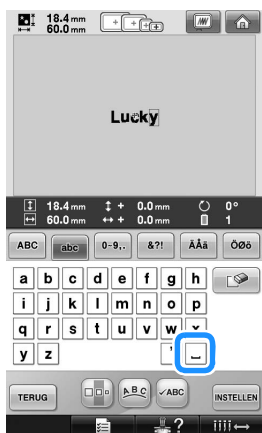 18.4 mm
60.0 mm
Lucky
18.4 mm + 0.0 mm 0°
60.0 mm + 0.0 mm 1
ABC abc 0-9,. &?! ÄÅä ÖØö
a b c d e f g h
i j k l m n o p
q r s t u v w x
y z '
TERUG ABC ABC INSTELLEN
?